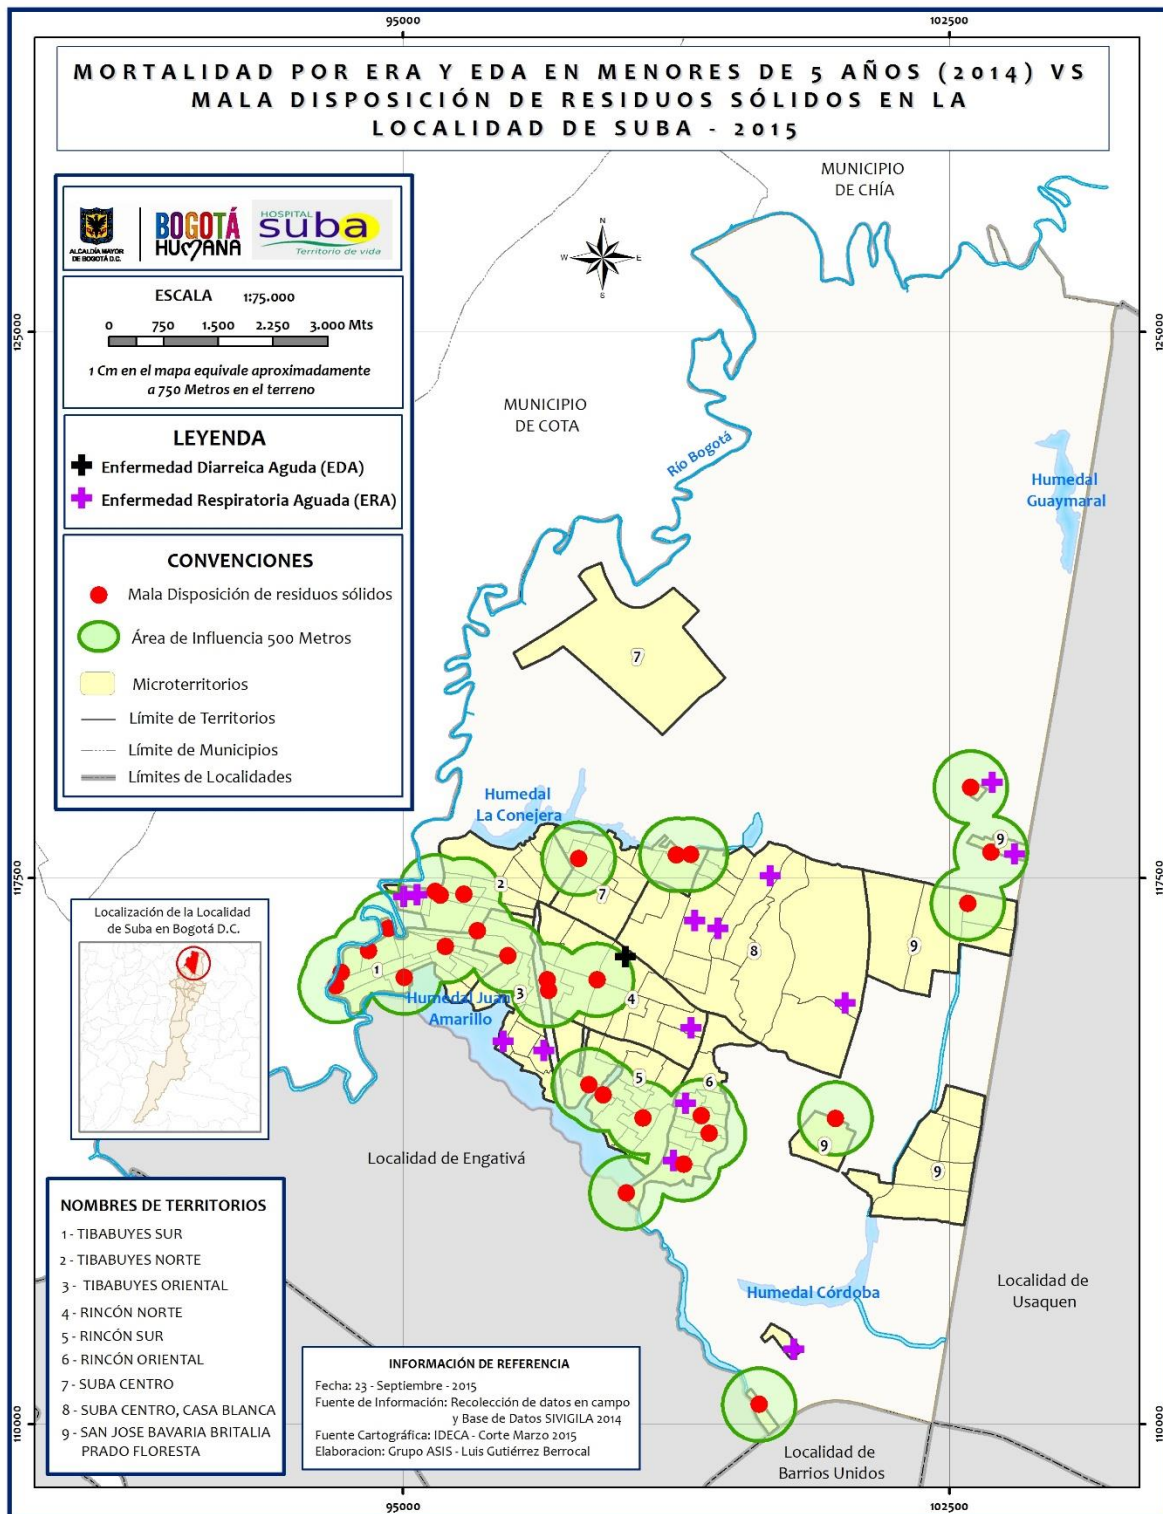 95000
102500
MORTALIDAD POR ERA Y EDA EN MENORES DE 5 AÑOS (2014) VS
MALA DISPOSICIÓN DE RESIDUOS SÓLIDOS EN LA
LOCALIDAD DE SUBA - 2015
ALCALDÍA MAYOR
DE BOGOTÁ D.C.
BOGOTÁ
HUMANA
HOSPITAL
suba
Territorio de vida
ESCALA 1:75.000
0 750 1.500 2.250 3.000 Mts
1 Cm en el mapa equivale aproximadamente
a 750 Metros en el terreno
LEYENDA
Enfermedad Diarreica Aguda (EDA)
Enfermedad Respiratoria Aguada (ERA)
CONVENCIONES
Mala Disposición de residuos sólidos
Área de Influencia 500 Metros
Microterritorios
Límite de Territorios
Límite de Municipios
Límites de Localidades
N
W
E
S
MUNICIPIO
DE CHÍA
MUNICIPIO
DE COTA
Río Bogotá
Humedal
Guaymaral
125000
125000
7
Humedal
La Conejera
9
117500
117500
2
7
8
9
1
3
4
Humedal Juan
Amarillo
5
6
9
9
Localización de la Localidad
de Suba en Bogotá D.C.
Localidad de Engativá
Humedal Córdoba
Localidad de
Usaquen
Localidad de
Barrios Unidos
NOMBRES DE TERRITORIOS
1 - TIBABUYES SUR
2 - TIBABUYES NORTE
3 - TIBABUYES ORIENTAL
4 - RINCÓN NORTE
5 - RINCÓN SUR
6 - RINCÓN ORIENTAL
7 - SUBA CENTRO
8 - SUBA CENTRO, CASA BLANCA
9 - SAN JOSE BAVARIA BRITALIA
PRADO FLORESTA
INFORMACIÓN DE REFERENCIA
Fecha: 23 - Septiembre - 2015
Fuente de Información: Recolección de datos en campo
y Base de Datos SIVIGILA 2014
Fuente Cartográfica: IDECA - Corte Marzo 2015
Elaboracion: Grupo ASIS - Luis Gutiérrez Berrocal
110000
110000
95000
102500